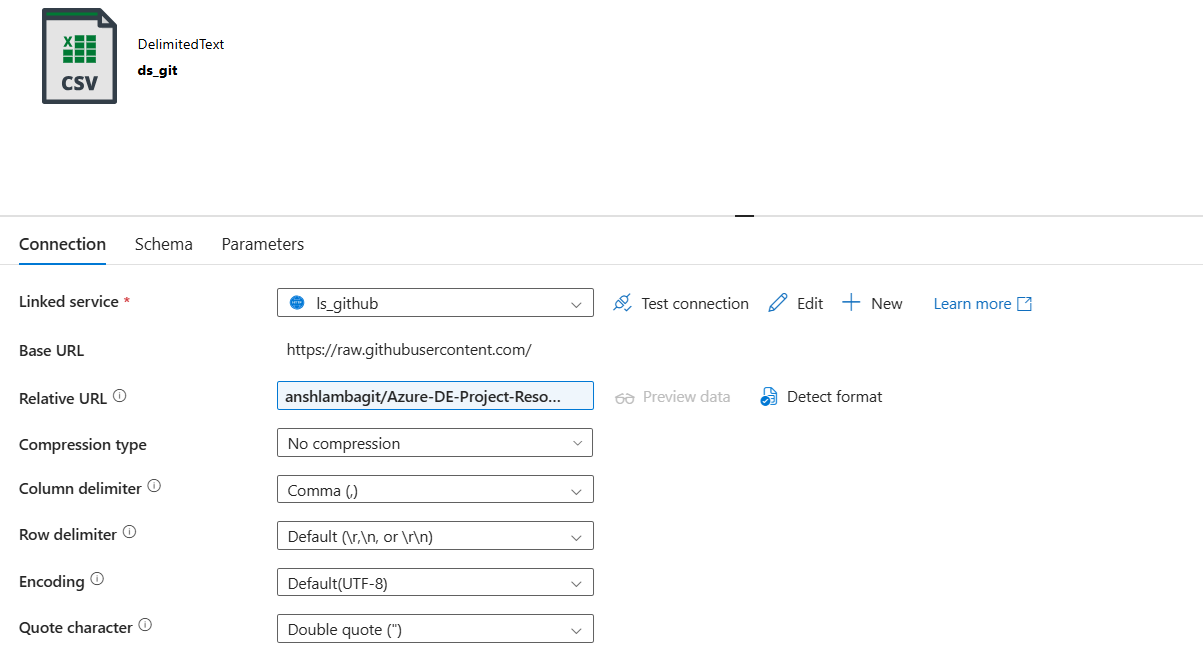 DelimitedText
ds_git
CSV
Connection Schema Parameters
Linked service * ls_github Test connection Edit New Learn more
Base URL https://raw.githubusercontent.com/
Relative URL anshlambagit/Azure-DE-Project-Reso... Preview data Detect format
Compression type No compression
Column delimiter Comma (,)
Row delimiter Default (\r,\n, or \r\n)
Encoding Default(UTF-8)
Quote character Double quote (")